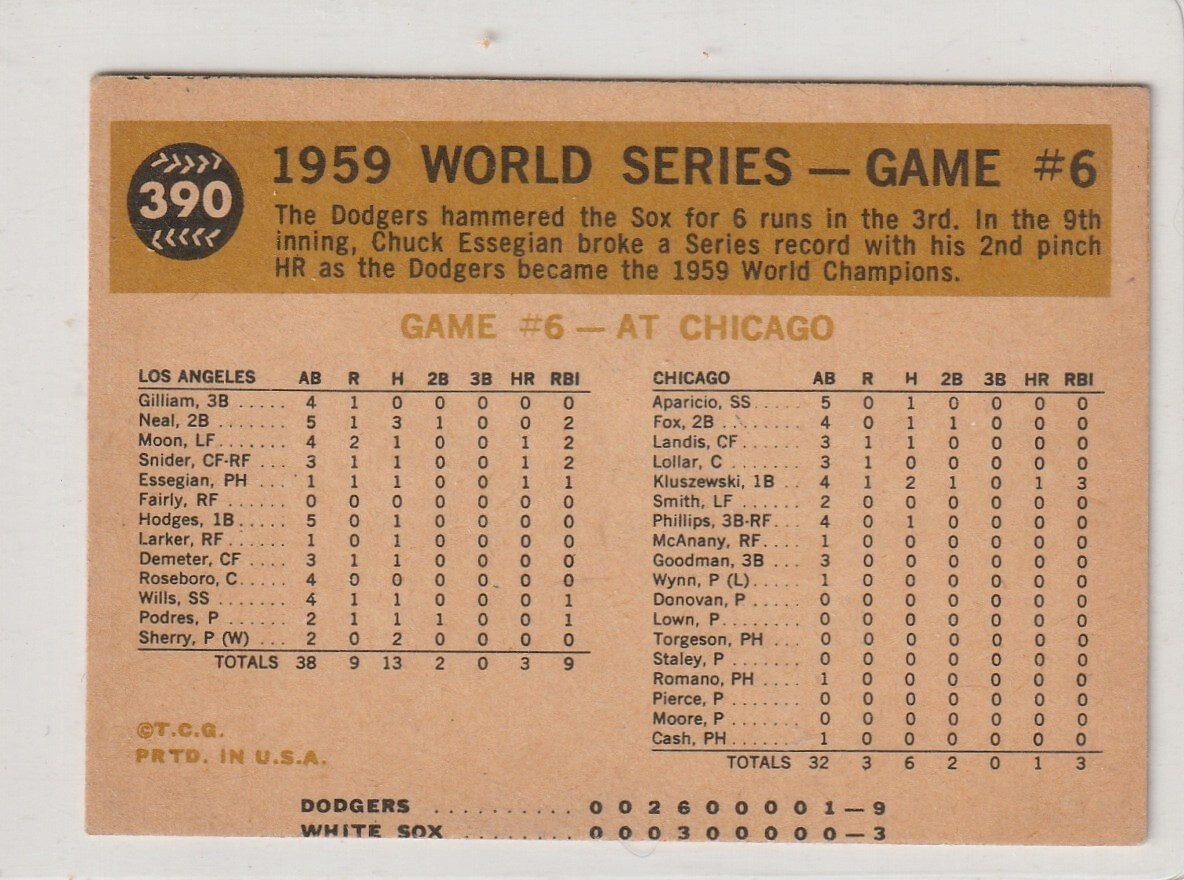 390
1959 WORLD SERIES — GAME #6
The Dodgers hammered the Sox for 6 runs in the 3rd. In the 9th
inning, Chuck Essegian broke a Series record with his 2nd pinch
HR as the Dodgers became the 1959 World Champions.
GAME #6 — AT CHICAGO
LOS ANGELES AB R H 2B 3B HR RBI
Gilliam, 3B ..... 4 1 0 0 0 0 0
Neal, 2B ....... 5 1 3 1 0 0 2
Moon, LF....... 4 2 1 0 0 1 2
Snider, CF-RF ... 3 1 1 0 0 1 2
Essegian, PH ... 1 1 1 0 0 1 1
Fairly, RF ...... 0 0 0 0 0 0 0
Hodges, 1B..... 5 0 1 0 0 0 0
Larker, RF ...... 1 0 1 0 0 0 0
Demeter, CF .... 3 1 1 0 0 0 0
Roseboro, C..... 4 0 0 0 0 0 0
Wills, SS ....... 4 1 1 0 0 0 1
Podres, P ...... 2 1 1 1 0 0 1
Sherry, P (W) ... 2 0 2 0 0 0 0
TOTALS 38 9 13 2 0 3 9
©T.C.G.
PRTD. IN U.S.A.
CHICAGO AB R H 2B 3B HR RBI
Aparicio, SS..... 5 0 1 0 0 0 0
Fox, 2B ........ 4 0 1 1 0 0 0
Landis, CF...... 3 1 1 0 0 0 0
Lollar, C ....... 3 1 0 0 0 0 0
Kluszewski, 1B .. 4 1 2 1 0 1 3
Smith, LF ...... 2 0 0 0 0 0 0
Phillips, 3B-RF... 4 0 1 0 0 0 0
McAnany, RF.... 1 0 0 0 0 0 0
Goodman, 3B ... 3 0 0 0 0 0 0
Wynn, P (L)..... 1 0 0 0 0 0 0
Donovan, P ..... 0 0 0 0 0 0 0
Lown, P........ 0 0 0 0 0 0 0
Torgeson, PH ... 0 0 0 0 0 0 0
Staley, P ....... 0 0 0 0 0 0 0
Romano, PH .... 1 0 0 0 0 0 0
Pierce, P ....... 0 0 0 0 0 0 0
Moore, P ....... 0 0 0 0 0 0 0
Cash, PH....... 1 0 0 0 0 0 0
TOTALS 32 3 6 2 0 1 3
DODGERS .......... 0 0 2 6 0 0 0 0 1 — 9
WHITE SOX ........ 0 0 0 3 0 0 0 0 0 — 3